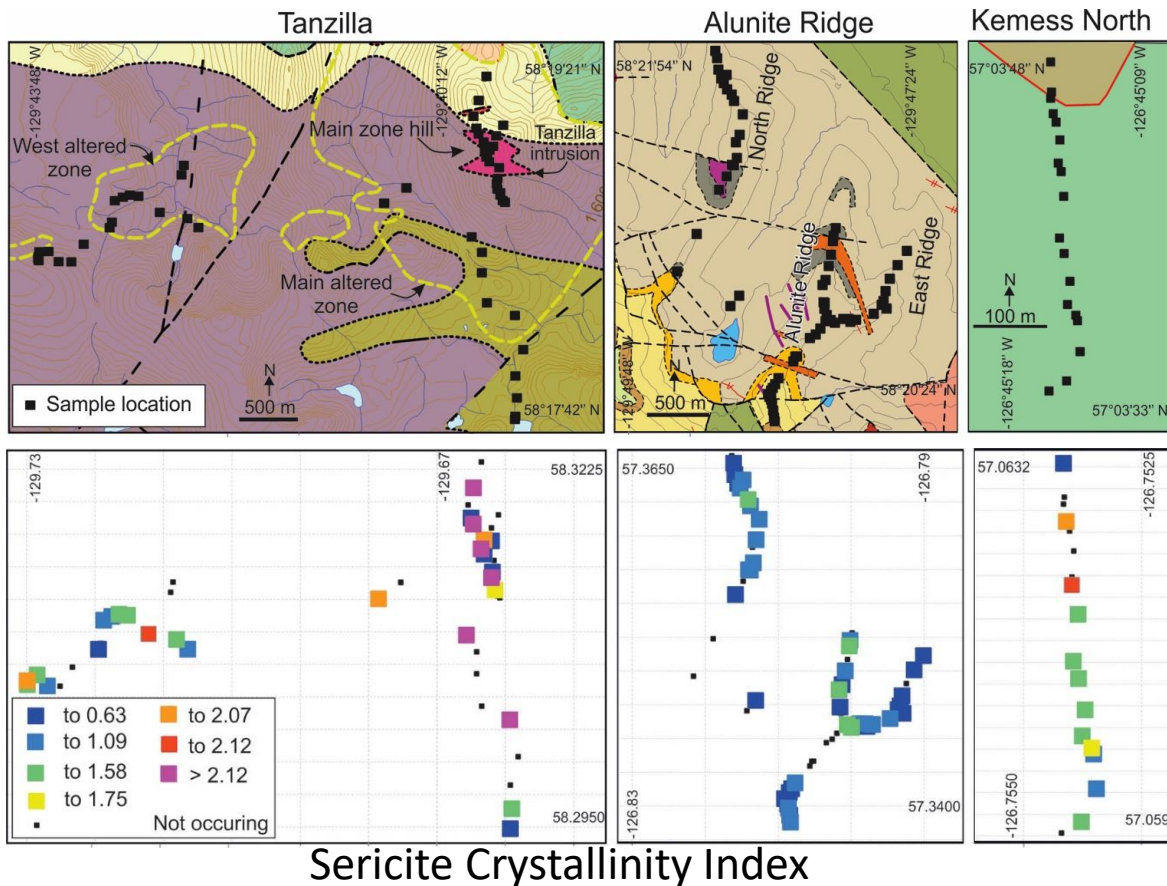 Tanzilla
Alunite Ridge
Kemess North
-129°43'48" W
-129°40'12" W
58°19'21" N
West altered
zone
Main zone hill
Tanzilla
intrusion
1,600
Main altered
zone
N
500 m
58°17'42" N
Sample location
58°21'54" N
-129°47'24" W
North Ridge
Alunite Ridge
East Ridge
-129°49'48" W
N
500 m
58°20'24" N
57°03'48" N
-126°45'09" W
N
100 m
-126°45'18" W
57°03'33" N
-129.73
-129.67
58.3225
58.2950
to 0.63
to 1.09
to 1.58
to 1.75
to 2.07
to 2.12
> 2.12
Not occuring
57.3650
-126.79
-126.83
57.3400
57.0632
-126.7525
-126.7550
57.059
Sericite Crystallinity Index